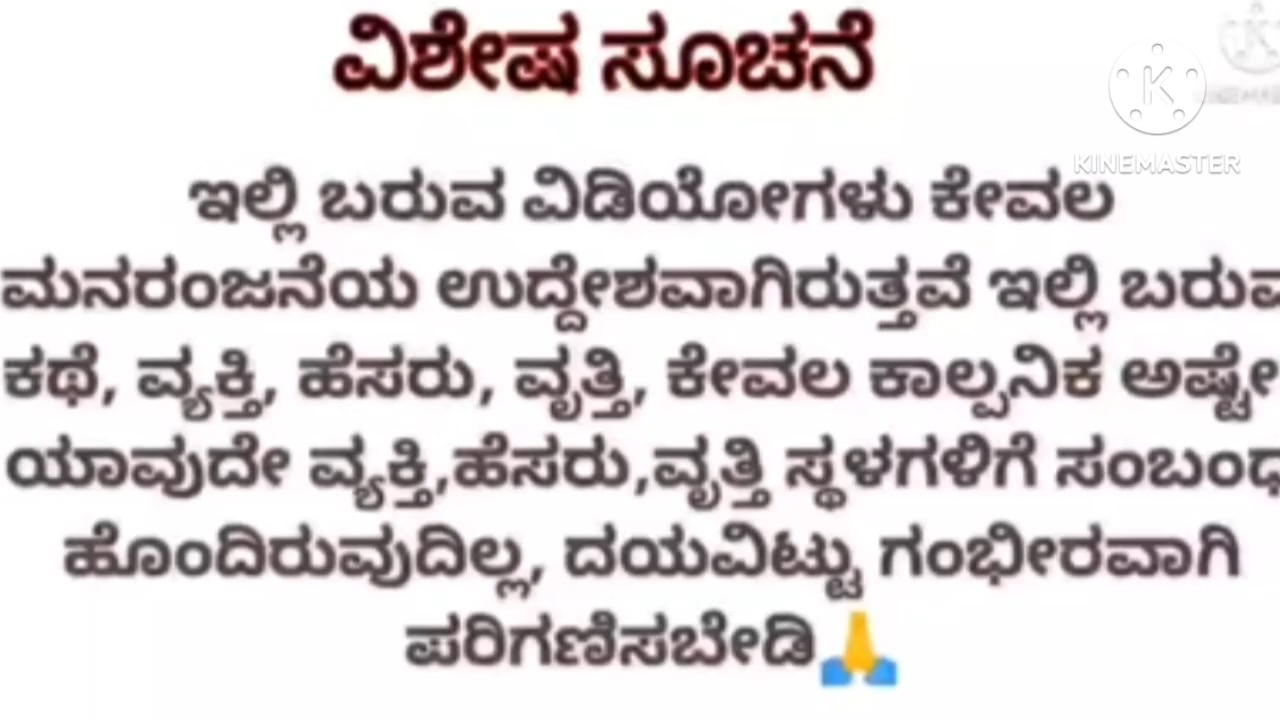 ವಿಶೇಷ ಸೂಚನೆ
KINEMASTER
ಇಲ್ಲಿ ಬರುವ ವಿಡಿಯೋಗಳು ಕೇವಲ
ಮನರಂಜನೆಯ ಉದ್ದೇಶವಾಗಿರುತ್ತವೆ ಇಲ್ಲಿ ಬರುವ
ಕಥೆ, ವ್ಯಕ್ತಿ, ಹೆಸರು, ವೃತ್ತಿ, ಕೇವಲ ಕಾಲ್ಪನಿಕ ಅಷ್ಟೇ
ಯಾವುದೇ ವ್ಯಕ್ತಿ,ಹೆಸರು,ವೃತ್ತಿ ಸ್ಥಳಗಳಿಗೆ ಸಂಬಂಧ
ಹೊಂದಿರುವುದಿಲ್ಲ, ದಯವಿಟ್ಟು ಗಂಭೀರವಾಗಿ
ಪರಿಗಣಿಸಬೇಡಿ🙏